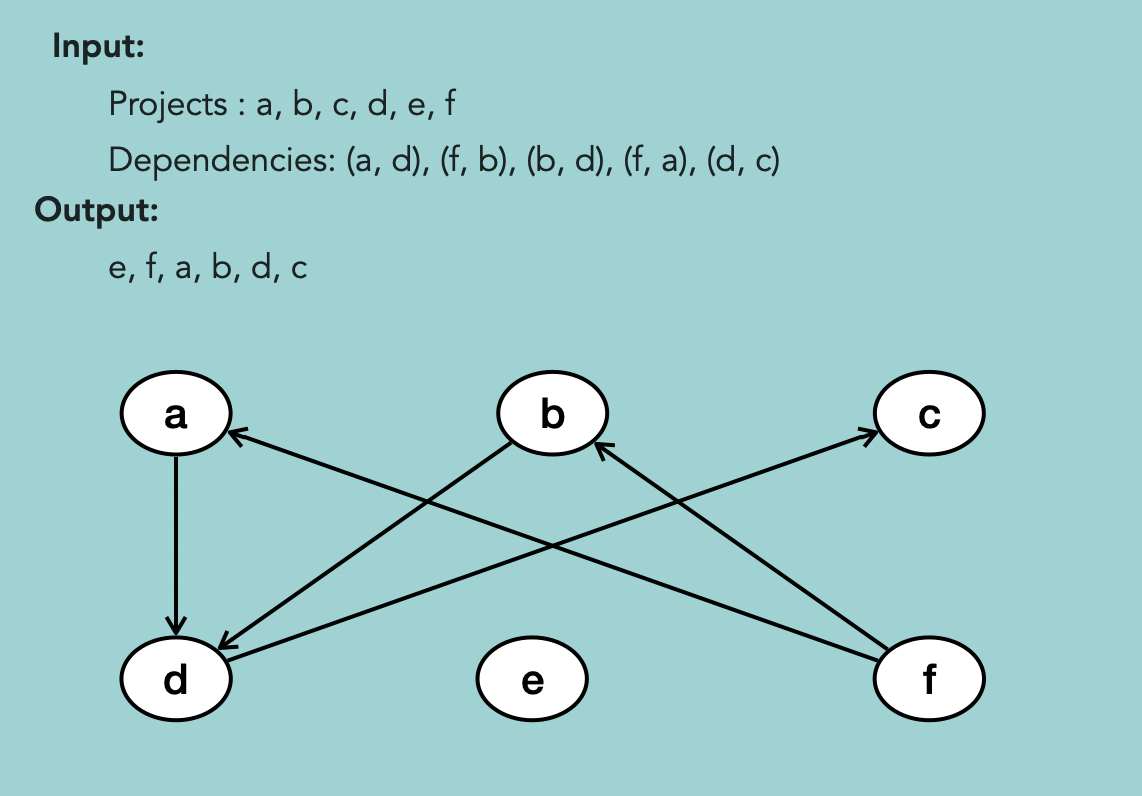 Input:
Projects : a, b, c, d, e, f
Dependencies: (a, d), (f, b), (b, d), (f, a), (d, c)
Output:
e, f, a, b, d, c
a
b
c
d
e
f